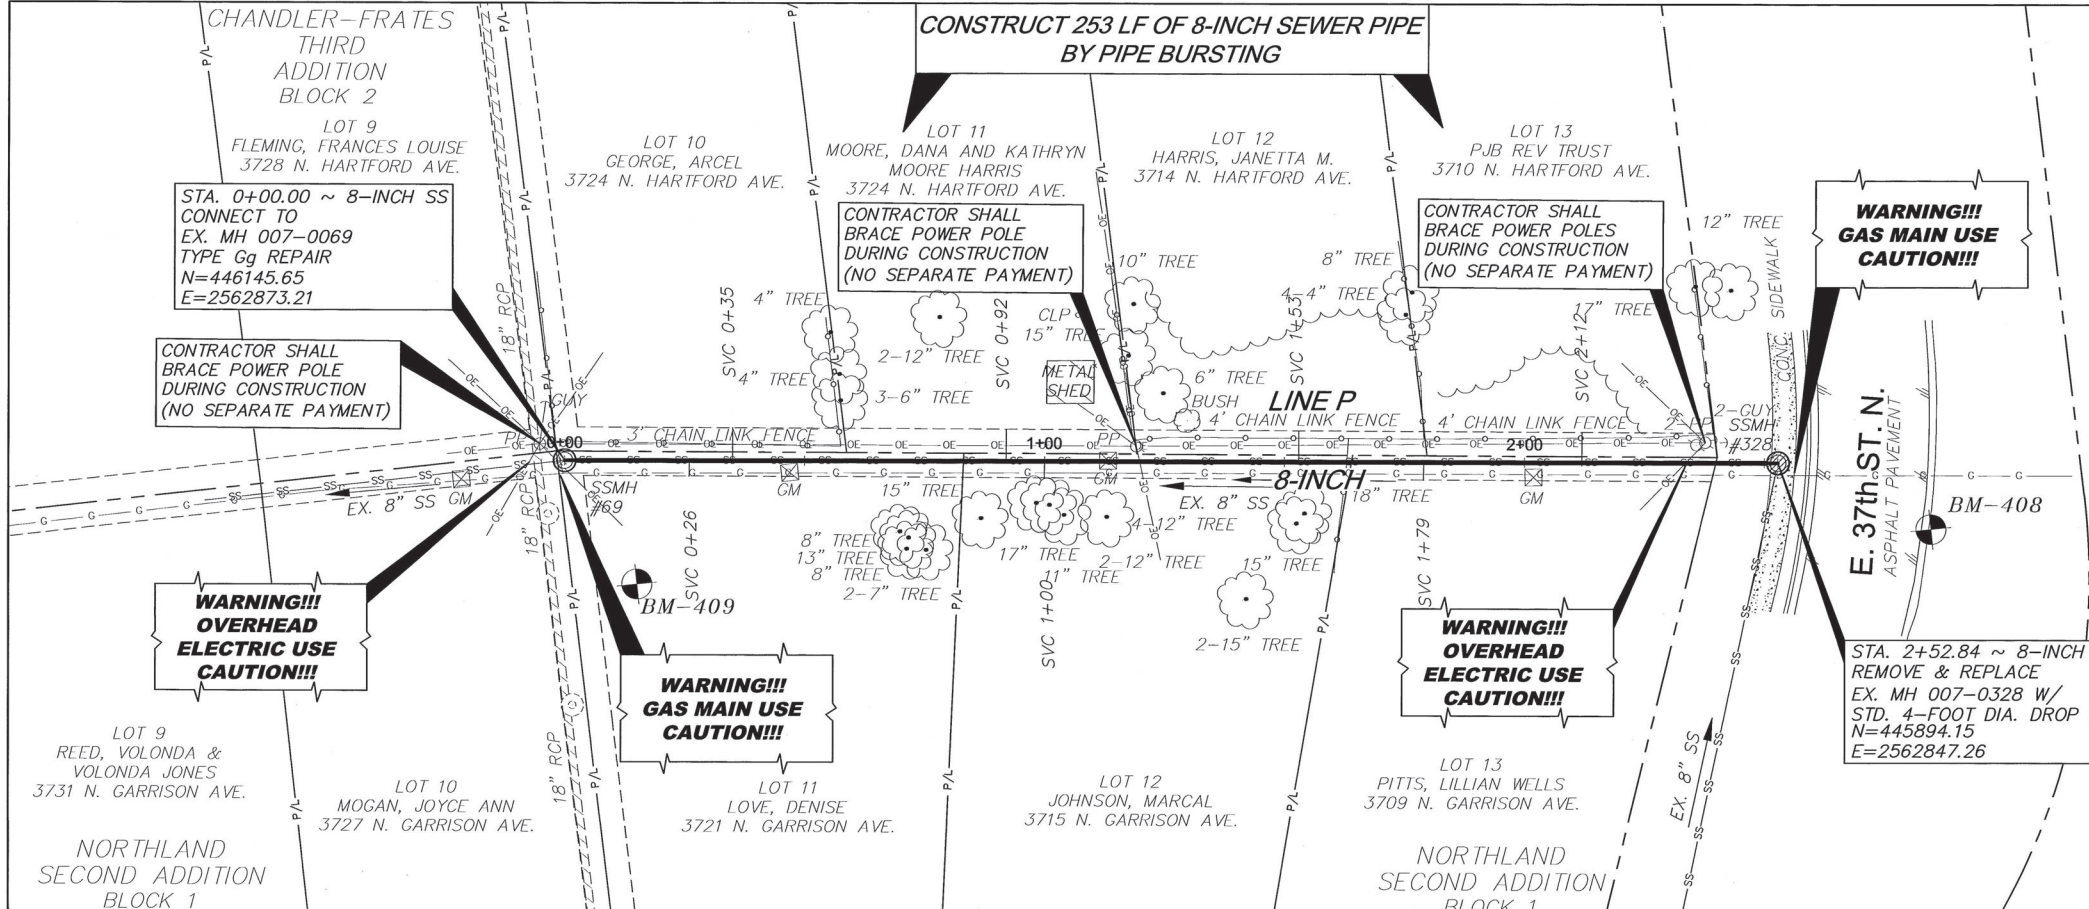 CHANDLER-FRATES
THIRD
ADDITION
BLOCK 2
CONSTRUCT 253 LF OF 8-INCH SEWER PIPE
BY PIPE BURSTING
LOT 9
FLEMING, FRANCES LOUISE
3728 N. HARTFORD AVE.
LOT 10
GEORGE, ARCEL
3724 N. HARTFORD AVE.
LOT 11
MOORE, DANA AND KATHRYN
MOORE HARRIS
3724 N. HARTFORD AVE.
LOT 12
HARRIS, JANETTA M.
3714 N. HARTFORD AVE.
LOT 13
PJB REV TRUST
3710 N. HARTFORD AVE.
STA. 0+00.00 ~ 8-INCH SS
CONNECT TO
EX. MH 007-0069
TYPE Gg REPAIR
N=446145.65
E=2562873.21
CONTRACTOR SHALL
BRACE POWER POLE
DURING CONSTRUCTION
(NO SEPARATE PAYMENT)
CONTRACTOR SHALL
BRACE POWER POLES
DURING CONSTRUCTION
(NO SEPARATE PAYMENT)
WARNING!!!
GAS MAIN USE
CAUTION!!!
CONTRACTOR SHALL
BRACE POWER POLE
DURING CONSTRUCTION
(NO SEPARATE PAYMENT)
P/L
P/L
P/L
P/L
P/L
P/L
P/L
18" RCP
SVC 0+35
4" TREE
4" TREE
2-12" TREE
3-6" TREE
SVC 0+92
CLP
15" TREE
10" TREE
METAL
SHED
6" TREE
BUSH
SVC 1+53
8" TREE
4-4" TREE
SVC 2+12
17" TREE
12" TREE
CONC. SIDEWALK
GUY
PP
0+00
3' CHAIN LINK FENCE
1+00
PP
LINE P
4' CHAIN LINK FENCE
4' CHAIN LINK FENCE
2+00
2-GUY
2-PP
SSMH
#328
8-INCH
EX. 8" SS
GM
SSMH
#69
GM
GM
EX. 8" SS
GM
18" RCP
SVC 0+26
15" TREE
8" TREE
13" TREE
8" TREE
2-7" TREE
17" TREE
11" TREE
2-12" TREE
4-12" TREE
18" TREE
15" TREE
2-15" TREE
SVC 1+00
SVC 1+79
E. 37th ST. N.
ASPHALT PAVEMENT
BM-408
BM-409
WARNING!!!
OVERHEAD
ELECTRIC USE
CAUTION!!!
WARNING!!!
GAS MAIN USE
CAUTION!!!
WARNING!!!
OVERHEAD
ELECTRIC USE
CAUTION!!!
STA. 2+52.84 ~ 8-INCH
REMOVE & REPLACE
EX. MH 007-0328 W/
STD. 4-FOOT DIA. DROP
N=445894.15
E=2562847.26
18" RCP
EX. 8" SS
P/L
P/L
P/L
P/L
P/L
P/L
LOT 9
REED, VOLONDA &
VOLONDA JONES
3731 N. GARRISON AVE.
LOT 10
MOGAN, JOYCE ANN
3727 N. GARRISON AVE.
LOT 11
LOVE, DENISE
3721 N. GARRISON AVE.
LOT 12
JOHNSON, MARCAL
3715 N. GARRISON AVE.
LOT 13
PITTS, LILLIAN WELLS
3709 N. GARRISON AVE.
NORTHLAND
SECOND ADDITION
BLOCK 1
NORTHLAND
SECOND ADDITION
BLOCK 1